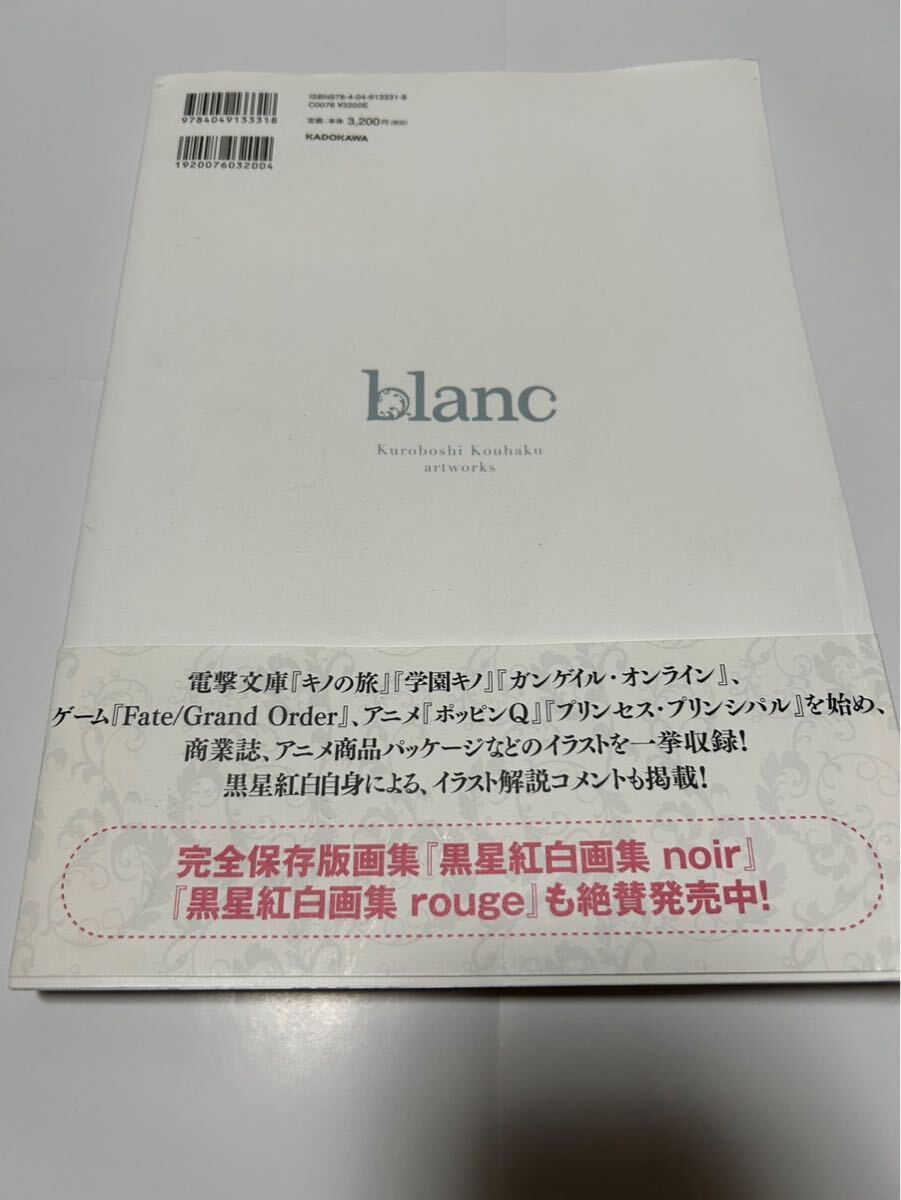 9784049133318
1920076032004
ISBN978-4-04-913331-8
C0076 ¥3200E
定価:本体 3,200円(税別)
KADOKAWA
blanc
Kuroboshi Kouhaku
artworks
電撃文庫『キノの旅』『学園キノ』『ガンゲイル・オンライン』、
ゲーム『Fate/Grand Order』、アニメ『ポッピンQ』『プリンセス・プリンシパル』を始め、
商業誌、アニメ商品パッケージなどのイラストを一挙収録!
黒星紅白自身による、イラスト解説コメントも掲載!
完全保存版画集『黒星紅白画集 noir』
『黒星紅白画集 rouge』も絶賛発売中!